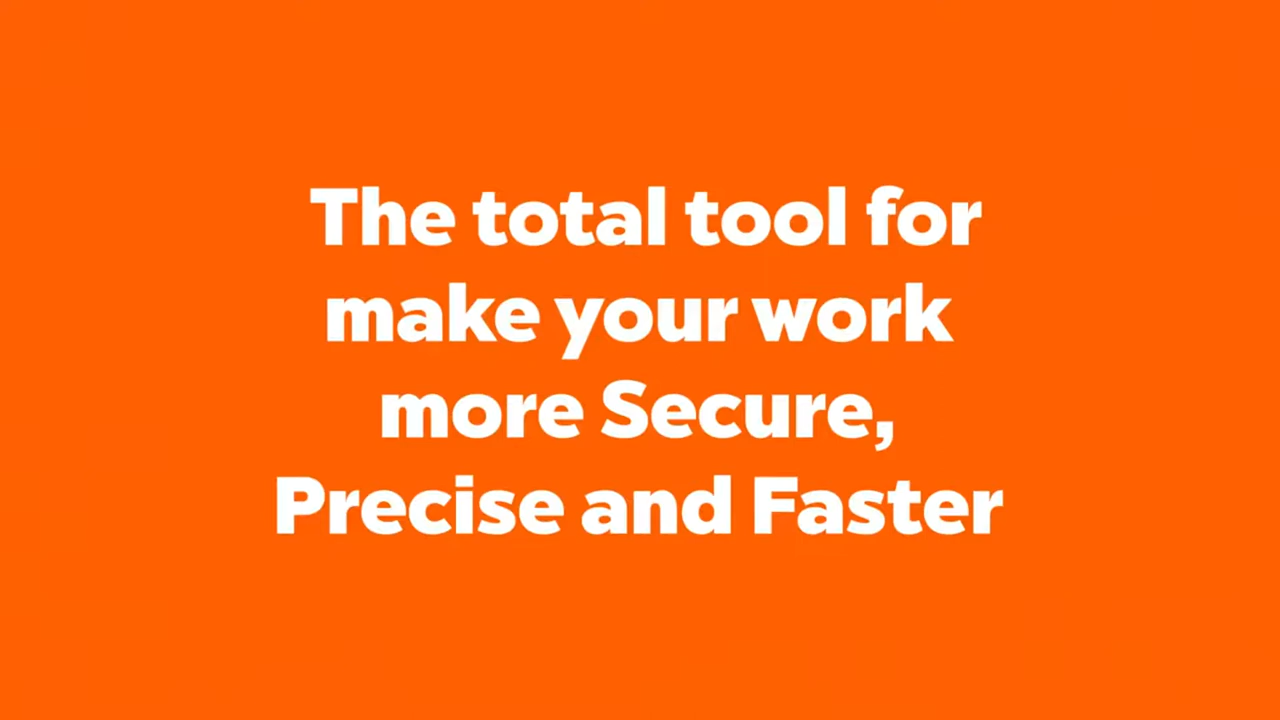 The total tool for
make your work
more Secure,
Precise and Faster